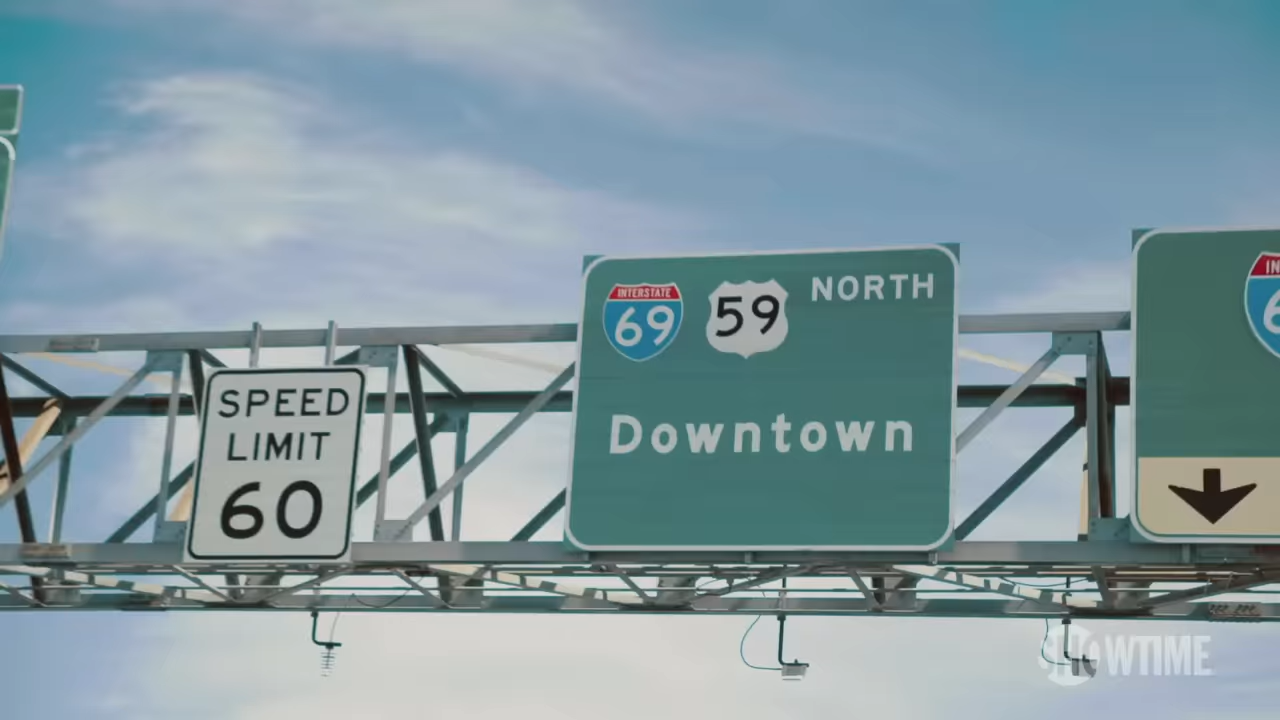 SPEED
LIMIT
60
INTERSTATE
69
59
NORTH
Downtown
SHOWTIME